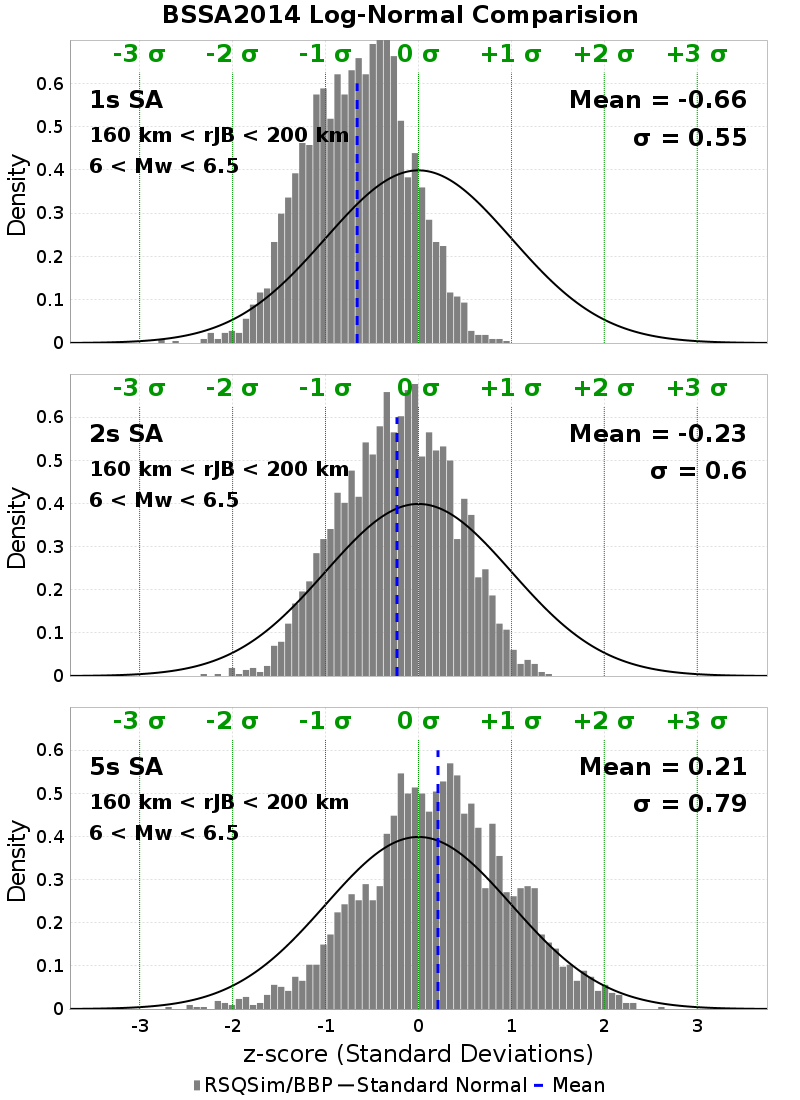 BSSA2014 Log-Normal Comparision
-3 σ -2 σ -1 σ 0 σ +1 σ +2 σ +3 σ
1s SA
160 km < rJB < 200 km
6 < Mw < 6.5
Mean = -0.66
σ = 0.55
Density
0.6
0.5
0.4
0.3
0.2
0.1
0
-3 σ -2 σ -1 σ 0 σ +1 σ +2 σ +3 σ
2s SA
160 km < rJB < 200 km
6 < Mw < 6.5
Mean = -0.23
σ = 0.6
Density
0.6
0.5
0.4
0.3
0.2
0.1
0
-3 σ -2 σ -1 σ 0 σ +1 σ +2 σ +3 σ
5s SA
160 km < rJB < 200 km
6 < Mw < 6.5
Mean = 0.21
σ = 0.79
Density
0.6
0.5
0.4
0.3
0.2
0.1
0
-3 -2 -1 0 1 2 3
z-score (Standard Deviations)
RSQSim/BBP Standard Normal Mean